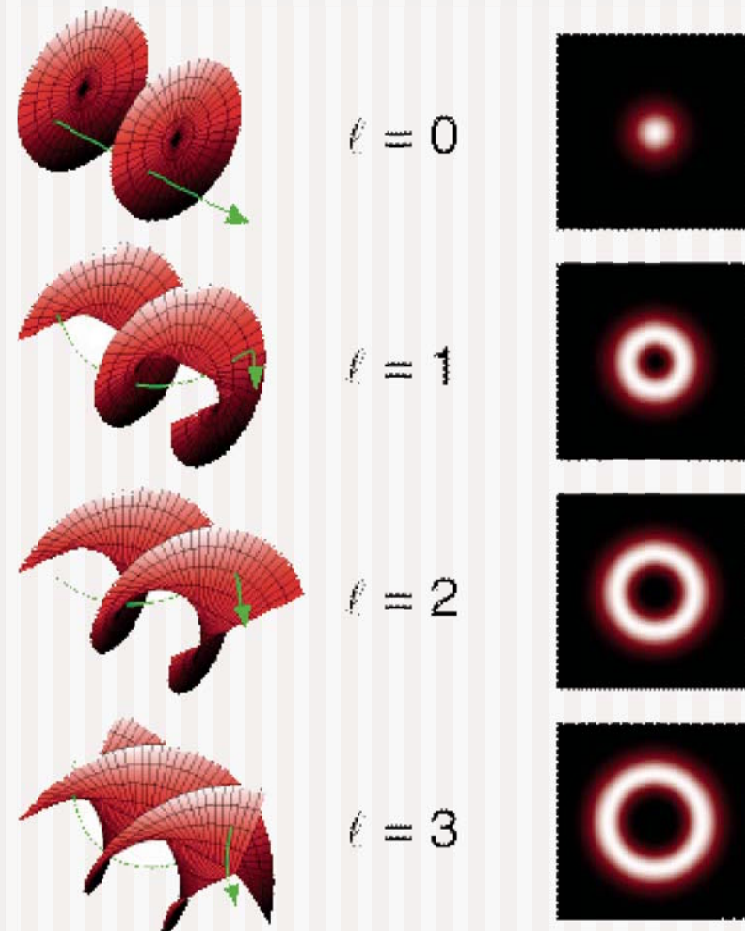 ℓ = 0
ℓ = 1
ℓ = 2
ℓ = 3